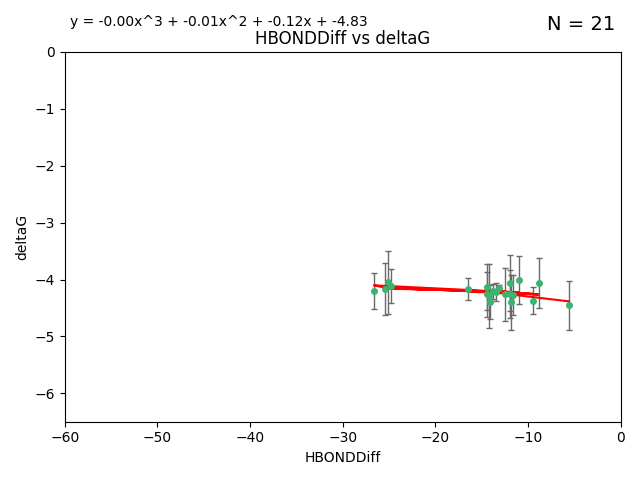 y = -0.00x^3 + -0.01x^2 + -0.12x + -4.83
N = 21
HBONDDiff vs deltaG
0
−1
−2
−3
−4
−5
−6
deltaG
−60 −50 −40 −30 −20 −10 0
HBONDDiff